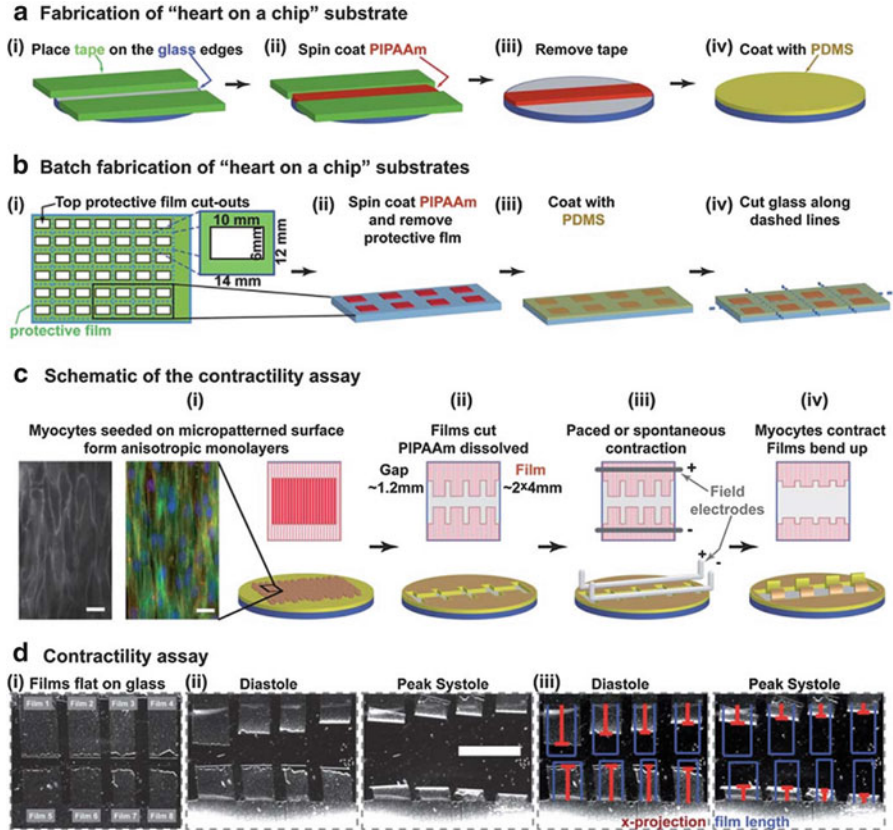 a Fabrication of “heart on a chip” substrate
(i) Place tape on the glass edges
(ii) Spin coat PIPAAm
(iii) Remove tape
(iv) Coat with PDMS
b Batch fabrication of “heart on a chip” substrates
(i) Top protective film cut-outs
10 mm
6mm
12 mm
14 mm
protective film
(ii) Spin coat PIPAAm
and remove
protective flm
(iii) Coat with
PDMS
(iv) Cut glass along
dashed lines
c Schematic of the contractility assay
(i)
Myocytes seeded on micropatterned surface
form anisotropic monolayers
(ii)
Films cut
PIPAAm dissolved
Gap
~1.2mm
Film
~2x4mm
(iii)
Paced or spontaneous
contraction
+
-
Field
electrodes
+
-
(iv)
Myocytes contract
Films bend up
d Contractility assay
(i) Films flat on glass
Film 1 Film 2 Film 3 Film 4
Film 5 Film 6 Film 7 Film 8
(ii) Diastole
Peak Systole
(iii) Diastole
Peak Systole
x-projection film length